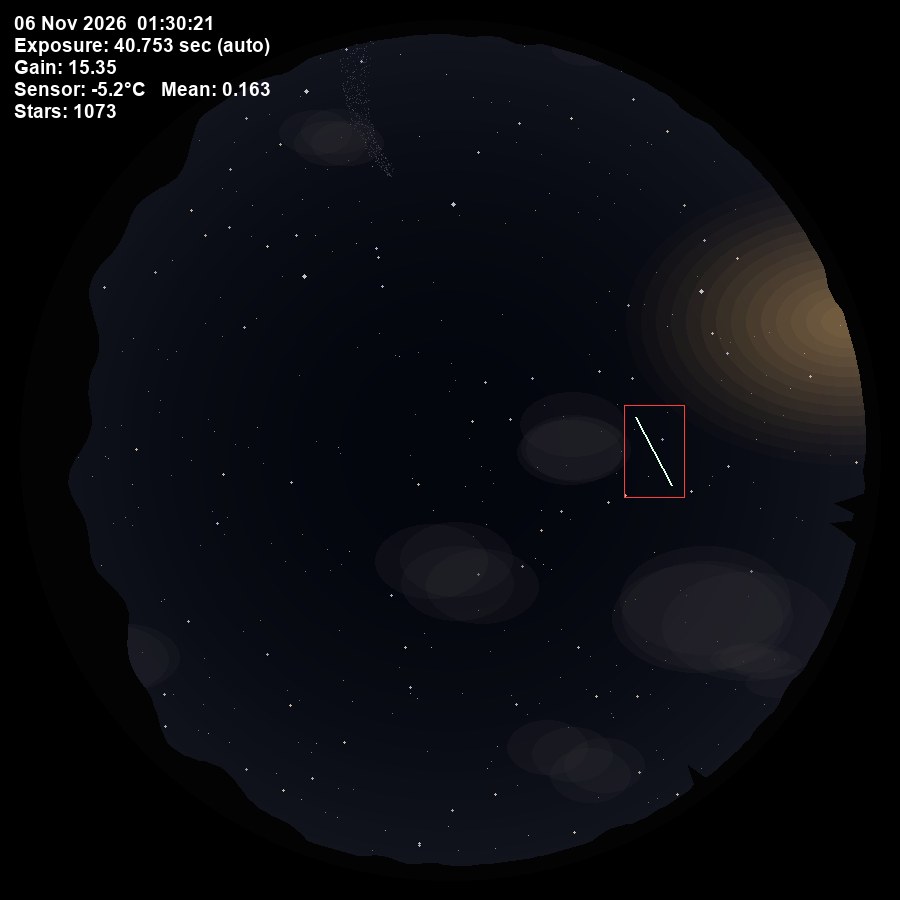 06 Nov 2026  01:30:21
Exposure: 40.753 sec (auto)
Gain: 15.35
Sensor: -5.2°C   Mean: 0.163
Stars: 1073